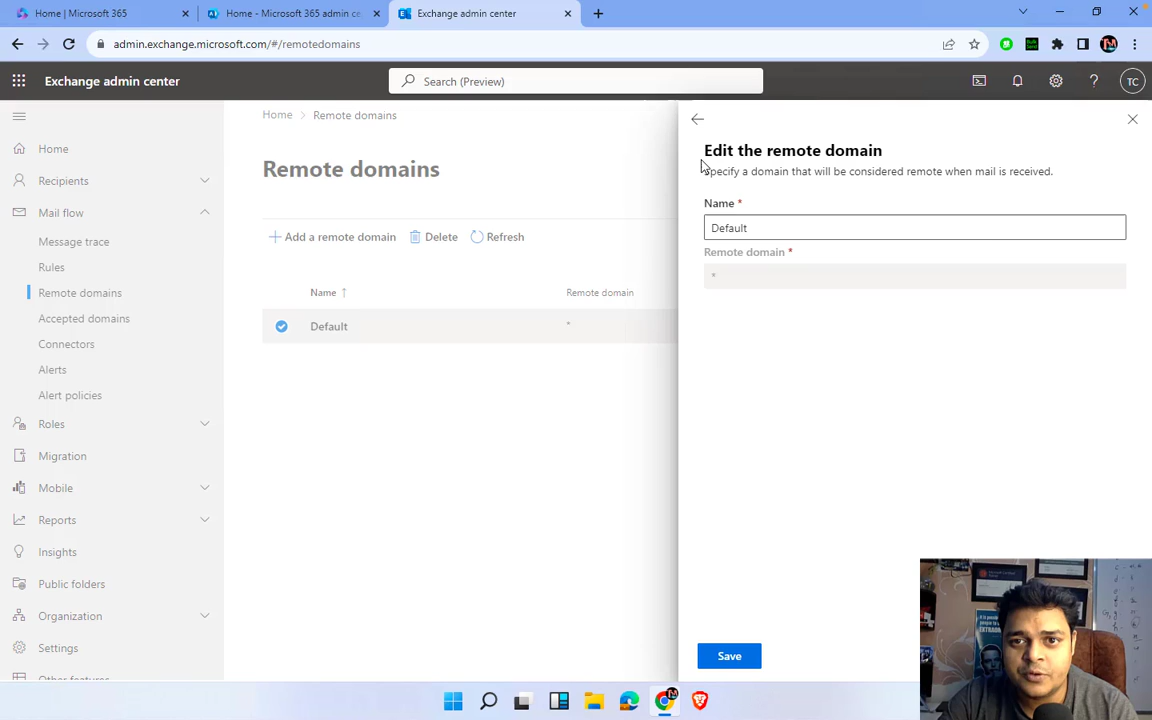 Home | Microsoft 365
Home - Microsoft 365 admin ce
Exchange admin center
admin.exchange.microsoft.com/#/remotedomains
Exchange admin center
Search (Preview)
TC
Home
Recipients
Mail flow
Message trace
Rules
Remote domains
Accepted domains
Connectors
Alerts
Alert policies
Roles
Migration
Mobile
Reports
Insights
Public folders
Organization
Settings
Other features
Home > Remote domains
Remote domains
Add a remote domain
Delete
Refresh
Name ↑
Remote domain
Default
*
Edit the remote domain
Specify a domain that will be considered remote when mail is received.
Name *
Default
Remote domain *
*
Save